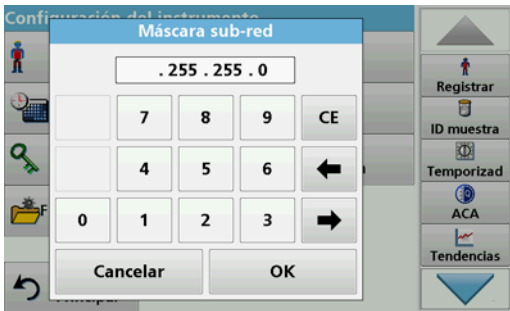 Configuración del instrumento
Máscara sub-red
. 255 . 255 . 0
7 8 9 CE
4 5 6
0 1 2 3
Cancelar OK
Principal
Registrar
ID muestra
Temporizad
ACA
Tendencias